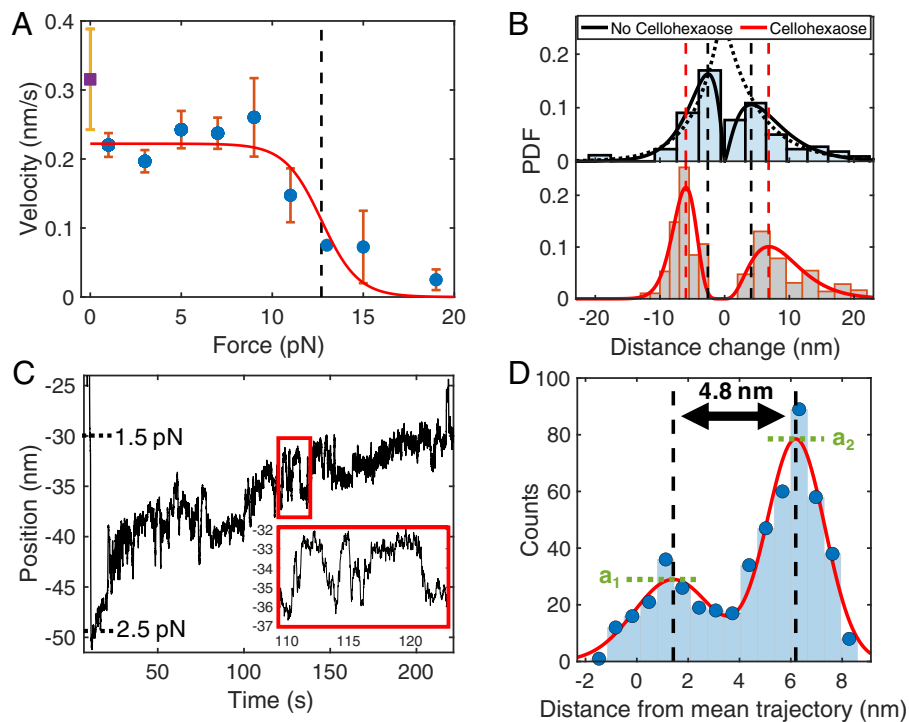 A
0.4
0.3
0.2
0.1
0
Velocity (nm/s)
0 5 10 15 20
Force (pN)
B
No Cellohexaose Cellohexaose
0.2
0.1
0
0.2
0.1
0
PDF
-20 -10 0 10 20
Distance change (nm)
C
-25
-30
-35
-40
-45
-50
Position (nm)
1.5 pN
2.5 pN
-32
-33
-34
-35
-36
-37
110 115 120
50 100 150 200
Time (s)
D
100
80
60
40
20
0
Counts
4.8 nm
a1
a2
-2 0 2 4 6 8
Distance from mean trajectory (nm)